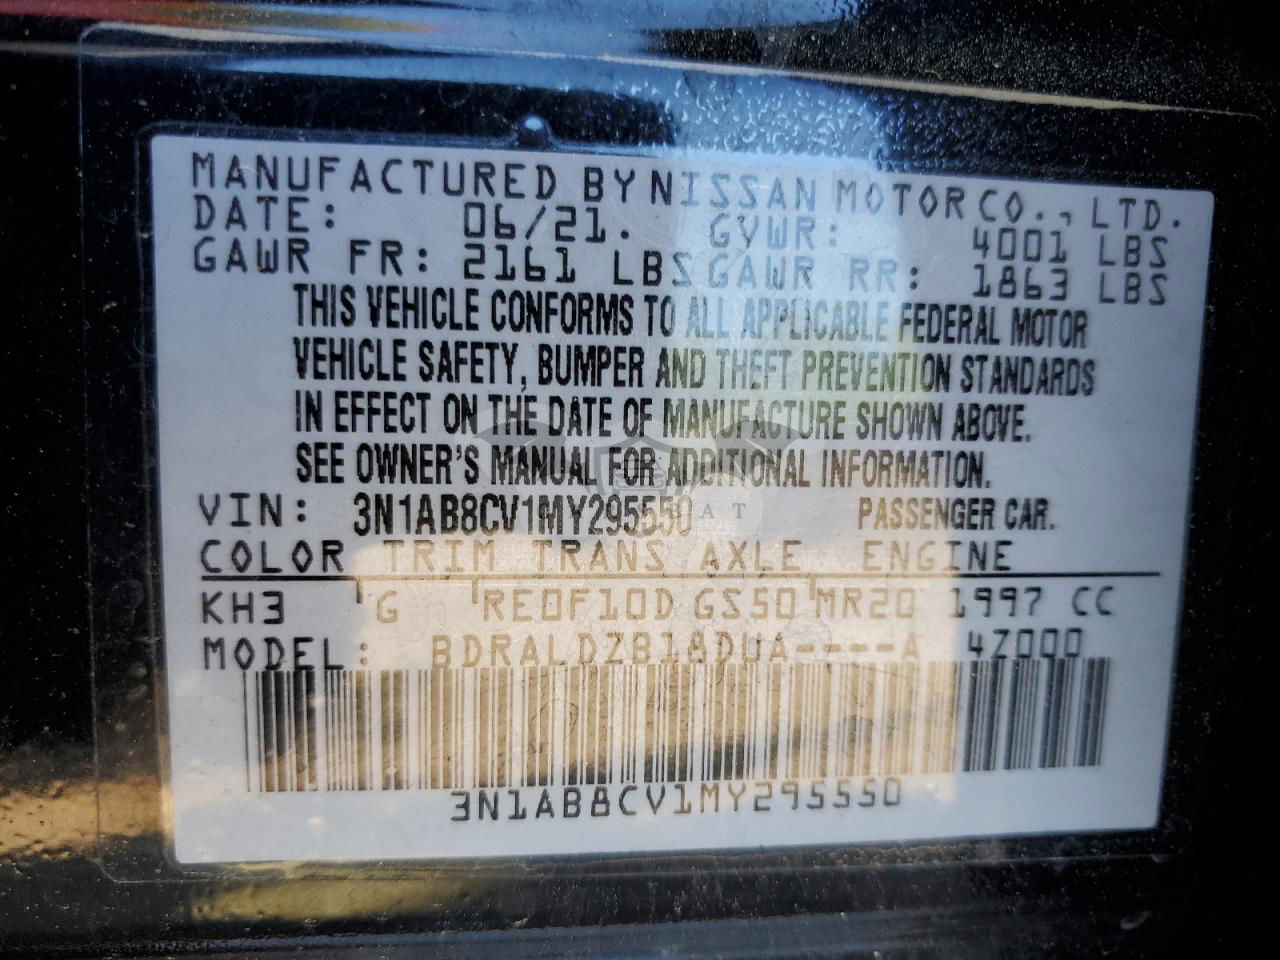 MANUFACTURED BY NISSAN MOTOR CO., LTD.
DATE: 06/21. GVWR: 4001 LBS
GAWR FR: 2161 LBS GAWR RR: 1863 LBS
THIS VEHICLE CONFORMS TO ALL APPLICABLE FEDERAL MOTOR
VEHICLE SAFETY, BUMPER AND THEFT PREVENTION STANDARDS
IN EFFECT ON THE DATE OF MANUFACTURE SHOWN ABOVE.
SEE OWNER'S MANUAL FOR ADDITIONAL INFORMATION.
VIN: 3N1AB8CV1MY295550 PASSENGER CAR.
COLOR TRIM TRANS AXLE ENGINE
KH3 G RE0F10D GS50 MR20 1997 CC
MODEL: BDRALDZB18DUA----A 4Z000
3N1AB8CV1MY295550